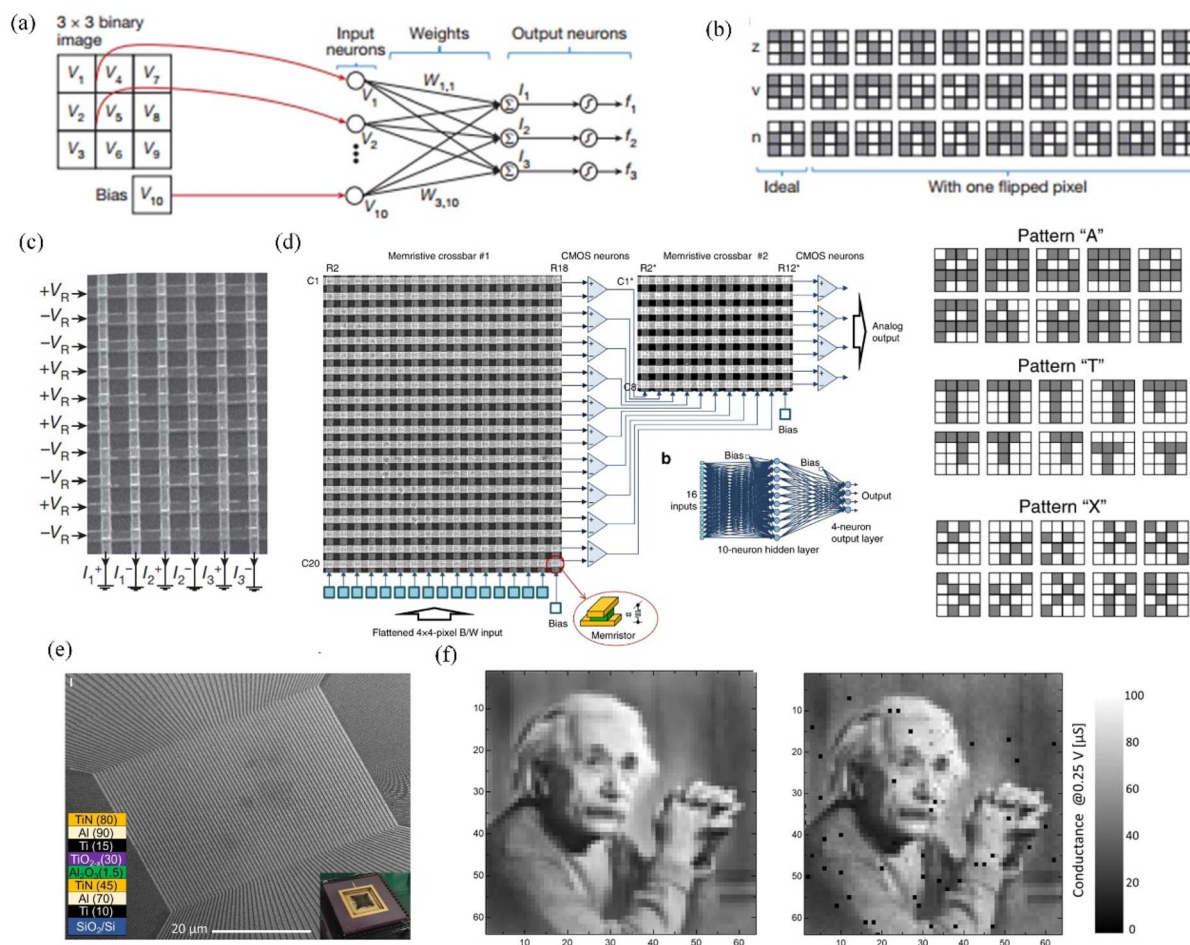 (a)
3 × 3 binary
image
V1 V4 V7
V2 V5 V8
V3 V6 V9
Bias V10
Input
neurons
Weights
Output neurons
V1
V2
V10
W1,1
W3,10
I1
I2
I3
Σ
Σ
Σ
f1
f2
f3
(b)
z
v
n
Ideal
With one flipped pixel
(c)
+VR
−VR
−VR
+VR
+VR
+VR
−VR
−VR
+VR
−VR
I1+ I1− I2+ I2− I3+ I3−
(d)
Memristive crossbar #1
CMOS neurons
Memristive crossbar #2
CMOS neurons
R2
R18
R2*
R12*
C1
C1*
C8
C20
Analog
output
Bias
b
Bias
Bias
16
inputs
Output
4-neuron
output layer
10-neuron hidden layer
Bias
Flattened 4×4-pixel B/W input
Memristor
Pattern “A”
Pattern “T”
Pattern “X”
(e)
TiN (80)
Al (90)
Ti (15)
TiO2-x(30)
Al2O3(1.5)
TiN (45)
Al (70)
Ti (10)
SiO2/Si
20 μm
(f)
10
20
30
40
50
60
10 20 30 40 50 60
10
20
30
40
50
60
10 20 30 40 50 60
100
80
60
40
20
0
Conductance @0.25 V [μS]